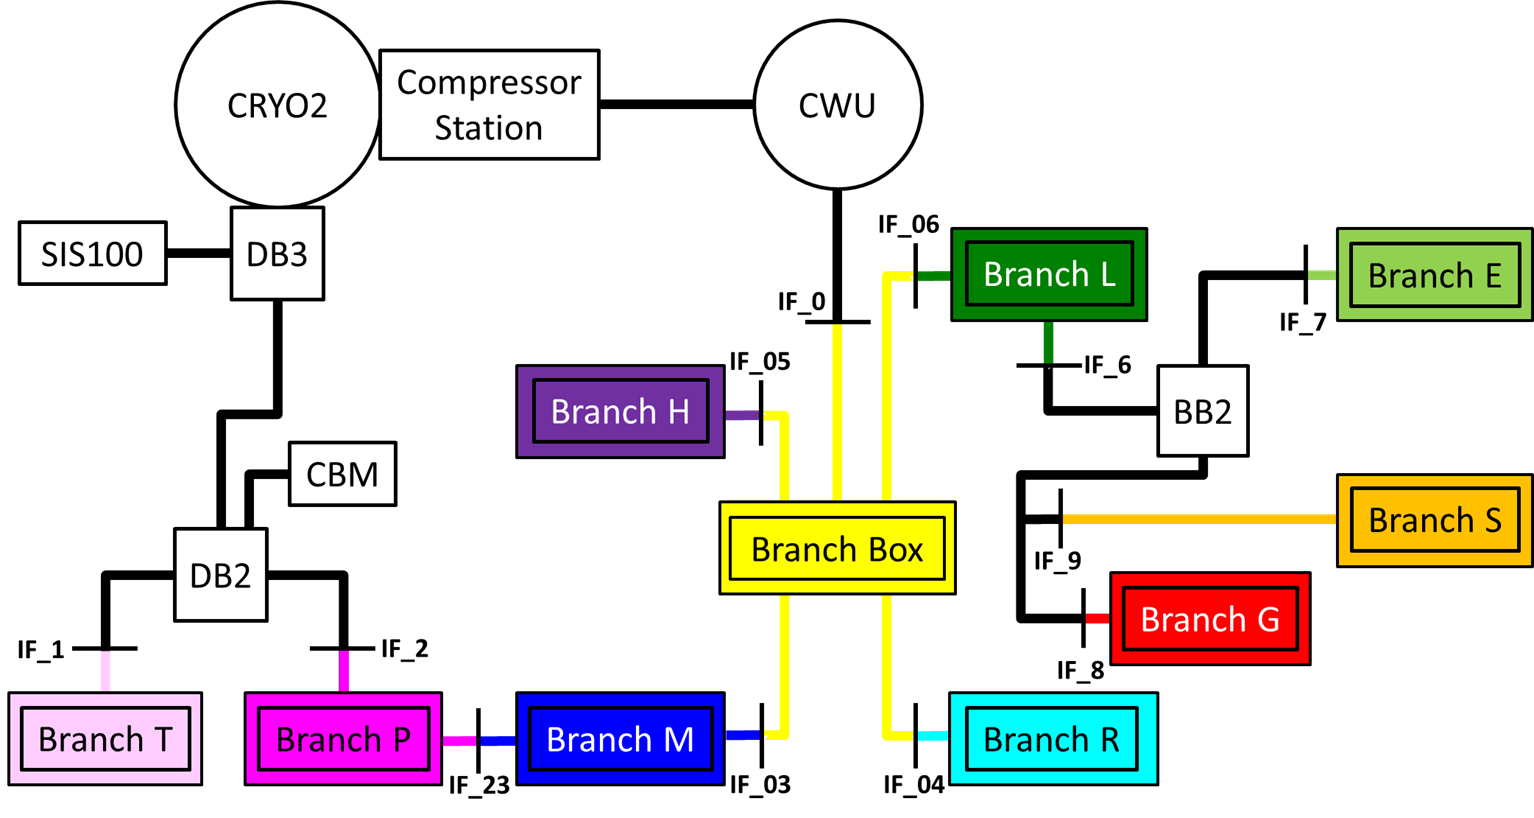 CRYO2
Compressor
Station
CWU
SIS100
DB3
IF_06
Branch L
Branch E
IF_0
IF_7
IF_05
IF_6
Branch H
BB2
CBM
Branch S
Branch Box
IF_9
DB2
Branch G
IF_1
IF_2
IF_8
Branch T
Branch P
Branch M
Branch R
IF_23
IF_03
IF_04